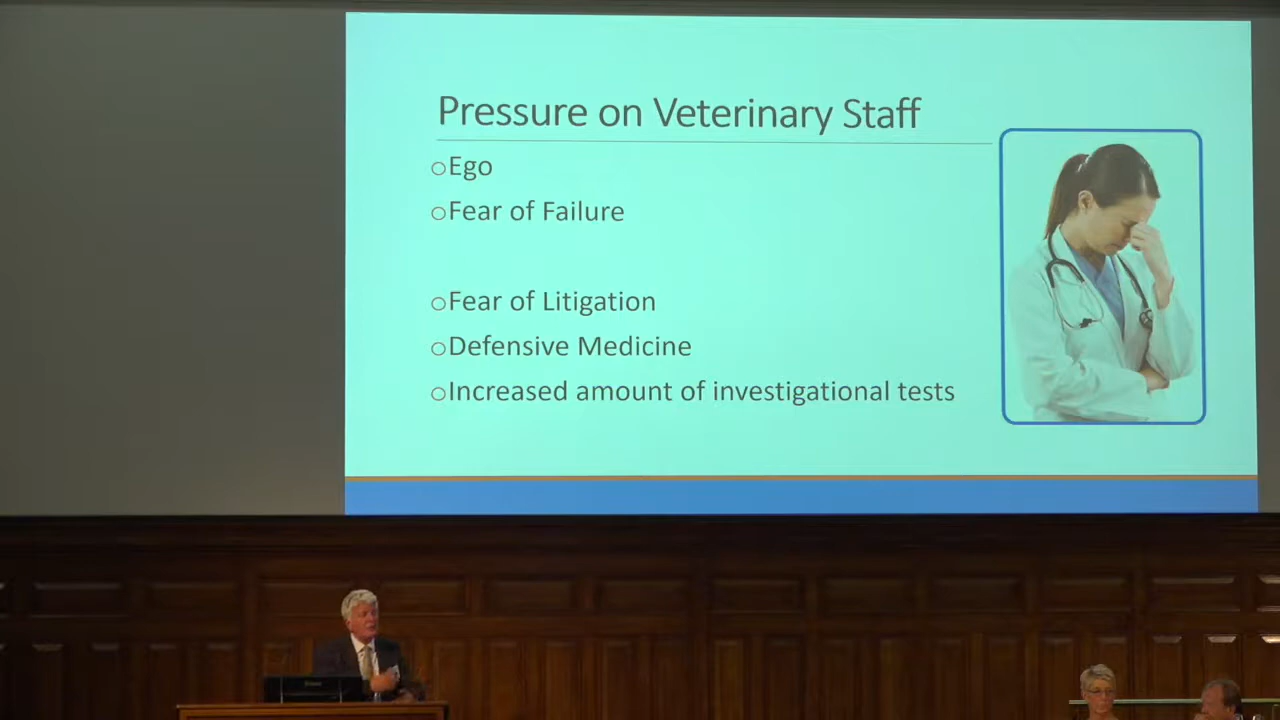 Pressure on Veterinary Staff
Ego
Fear of Failure
Fear of Litigation
Defensive Medicine
Increased amount of investigational tests